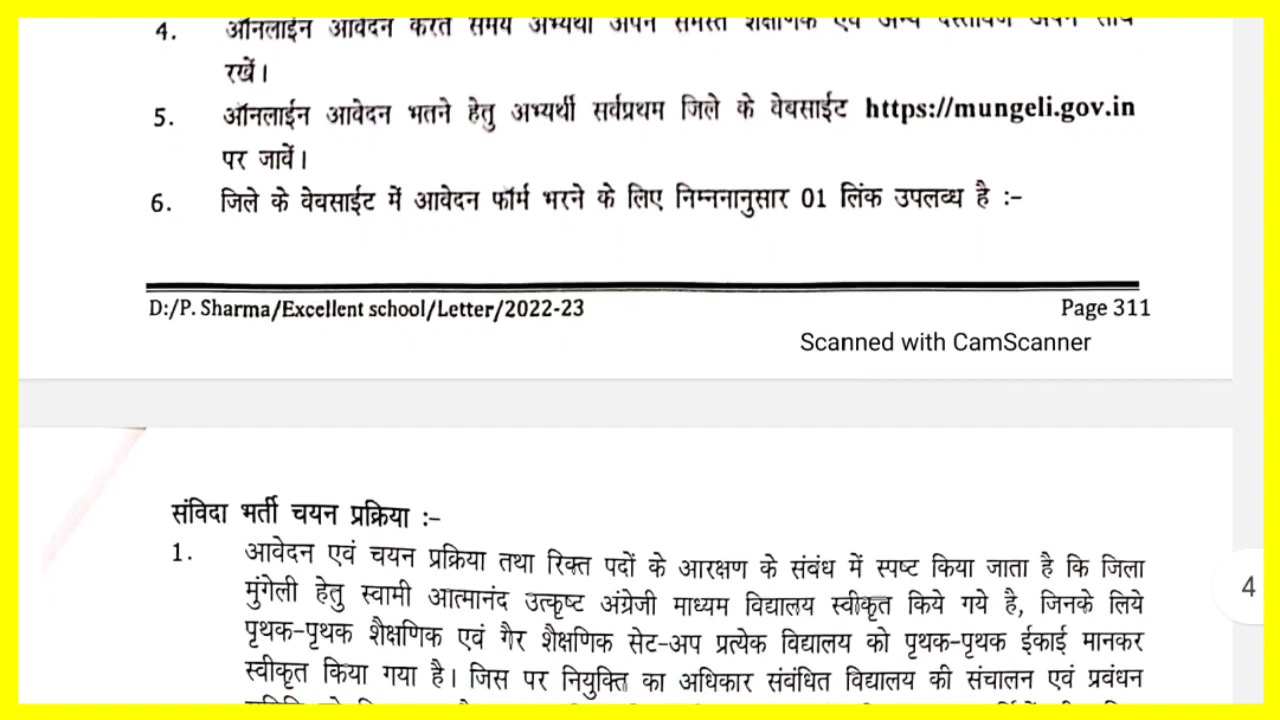 4. ऑनलाईन आवेदन करते समय अभ्यर्थी अपने समस्त शैक्षणिक एवं अन्य दस्तावेज अपने साथ
रखें।
5. ऑनलाईन आवेदन भतने हेतु अभ्यर्थी सर्वप्रथम जिले के वेबसाईट https://mungeli.gov.in
पर जावें।
6. जिले के वेबसाईट में आवेदन फॉर्म भरने के लिए निम्ननानुसार 01 लिंक उपलब्ध है :-
D:/P. Sharma/Excellent school/Letter/2022-23 Page 311
Scanned with CamScanner
संविदा भर्ती चयन प्रक्रिया :-
1. आवेदन एवं चयन प्रक्रिया तथा रिक्त पदों के आरक्षण के संबंध में स्पष्ट किया जाता है कि जिला
मुंगेली हेतु स्वामी आत्मानंद उत्कृष्ट अंग्रेजी माध्यम विद्यालय स्वीकृत किये गये है, जिनके लिये
पृथक-पृथक शैक्षणिक एवं गैर शैक्षणिक सेट-अप प्रत्येक विद्यालय को पृथक-पृथक ईकाई मानकर
स्वीकृत किया गया है। जिस पर नियुक्ति का अधिकार संबंधित विद्यालय की संचालन एवं प्रवंधन
4